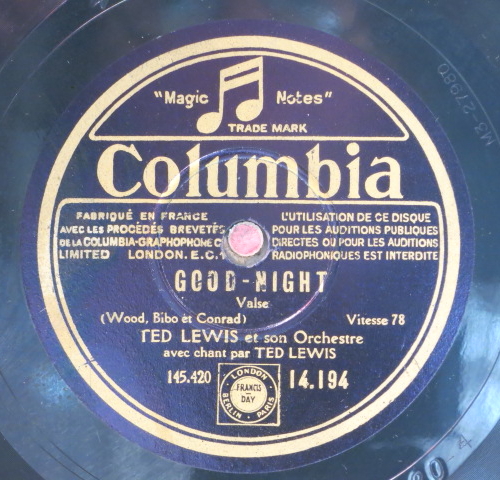 "Magic Notes"
TRADE MARK
Columbia
FABRIQUÉ EN FRANCE
AVEC LES PROCÉDÉS BREVETÉS
DE LA COLUMBIA-GRAPHOPHONE Cº
LIMITED LONDON. E.C.1
L'UTILISATION DE CE DISQUE
POUR LES AUDITIONS PUBLIQUES
DIRECTES OU POUR LES AUDITIONS
RADIOPHONIQUES EST INTERDITE
GOOD-NIGHT
Valse
(Wood, Bibo et Conrad) Vitesse 78
TED LEWIS et son Orchestre
avec chant par TED LEWIS
145.420
LONDON
FRANCIS
DAY
BERLIN PARIS
14.194
M3-27980